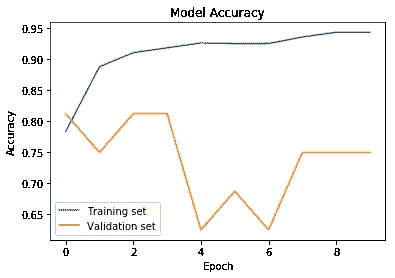 Model Accuracy
0.95
0.90
0.85
0.80
0.75
0.70
0.65
Accuracy
Training set
Validation set
0 2 4 6 8
Epoch